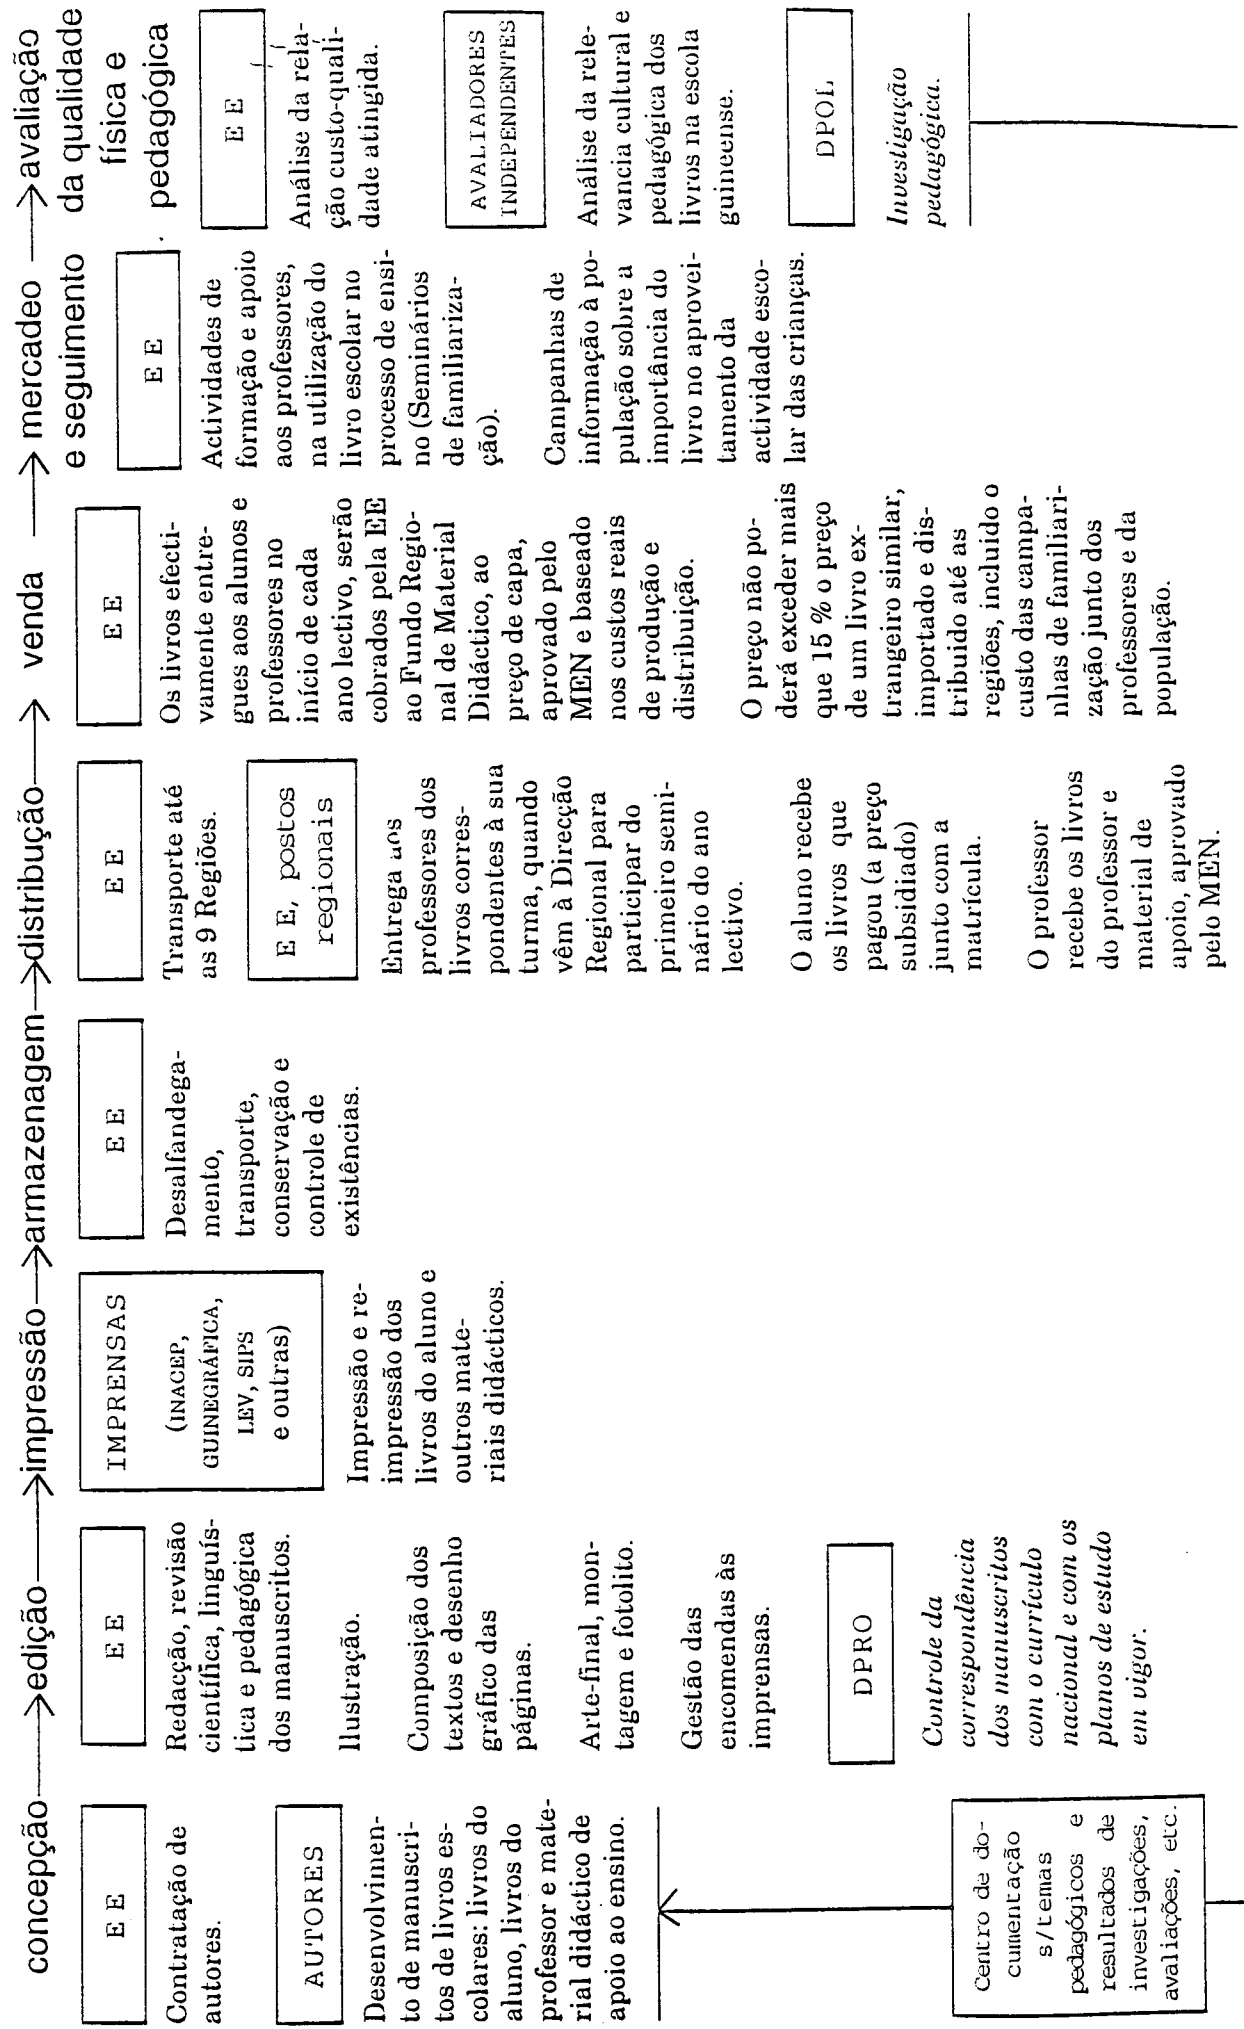 concepção → edição → impressão → armazenagem → distribução → venda → mercadeo → avaliação
e seguimento
da qualidade
física e
pedagógica
E E
Contratação de
autores.
AUTORES
Desenvolvimen-
to de manuscri-
tos de livros es-
colares: livros do
aluno, livros do
professor e mate-
rial didáctico de
apoio ao ensino.
Centro de do-
cumentação
s/temas
pedagógicos e
resultados de
investigações,
avaliações, etc.
E E
Redacção, revisão
científica, linguís-
tica e pedagógica
dos manuscritos.
Ilustração.
Composição dos
textos e desenho
gráfico das
páginas.
Arte-final, mon-
tagem e fotolito.
Gestão das
encomendas às
imprensas.
DPRO
Controle da
correspondência
dos manuscritos
com o currículo
nacional e com os
planos de estudo
em vigor.
IMPRENSAS
(INACEP,
GUINEGRÁFICA,
LEV, SIPS
e outras)
Impressão e re-
impressão dos
livros do aluno e
outros mate-
riais didácticos.
E E
Desalfandega-
mento,
transporte,
conservação e
controle de
existências.
E E
Transporte até
as 9 Regiões.
E E, postos
regionais
Entrega aos
professores dos
livros corres-
pondentes à sua
turma, quando
vêm à Direcção
Regional para
participar do
primeiro semi-
nário do ano
lectivo.
O aluno recebe
os livros que
pagou (a preço
subsidiado)
junto com a
matrícula.
O professor
recebe os livros
do professor e
material de
apoio, aprovado
pelo MEN.
E E
Os livros efecti-
vamente entre-
gues aos alunos e
professores no
início de cada
ano lectivo, serão
cobrados pela EE
ao Fundo Regio-
nal de Material
Didáctico, ao
preço de capa,
aprovado pelo
MEN e baseado
nos custos reais
de produção e
distribuição.
O preço não po-
derá exceder mais
que 15 % o preço
de um livro ex-
trangeiro similar,
importado e dis-
tribuido até as
regiões, incluido o
custo das campa-
nhas de familiari-
zação junto dos
professores e da
população.
E E
Actividades de
formação e apoio
aos professores,
na utilização do
livro escolar no
processo de ensi-
no (Seminários
de familiariza-
ção).
Campanhas de
informação à po-
pulação sobre a
importância do
livro no aprovei-
tamento da
actividade esco-
lar das crianças.
E E
Análise da rela-
ção custo-quali-
dade atingida.
AVALIADORES
INDEPENDENTES
Análise da rele-
vancia cultural e
pedagógica dos
livros na escola
guineense.
DPOL
Investigação
pedagógica.